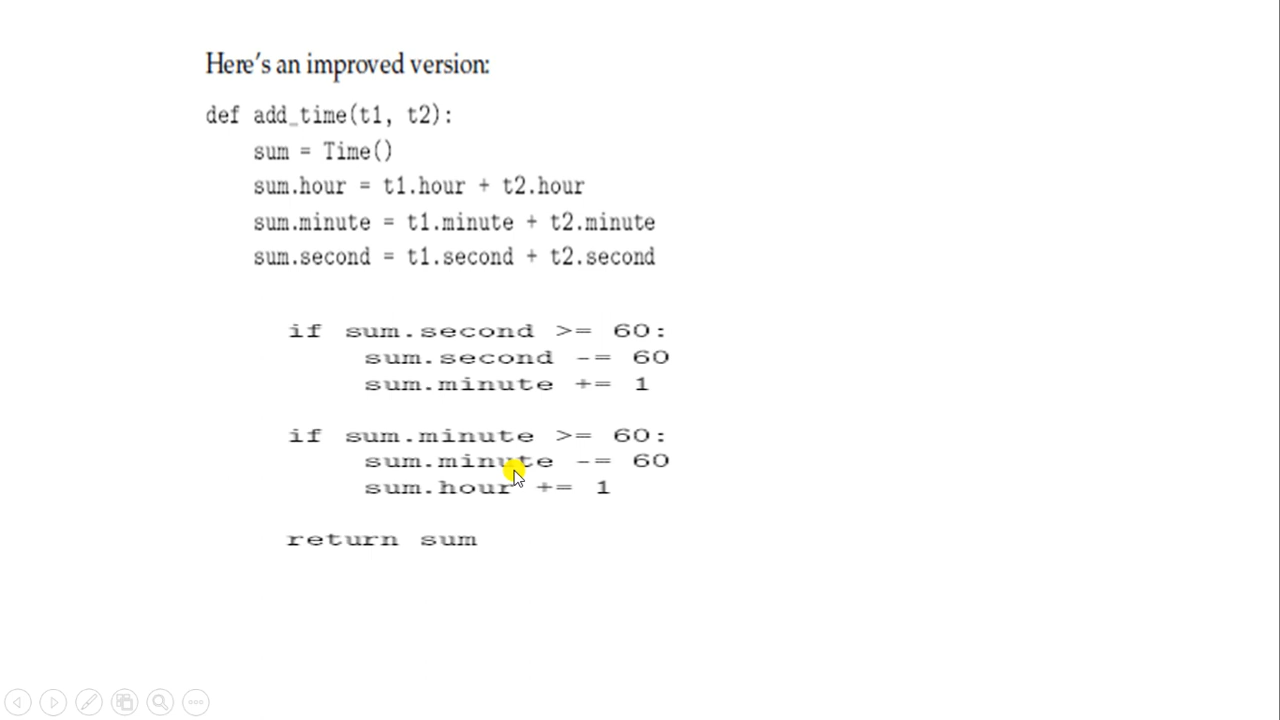 Here's an improved version:
def add_time(t1, t2):
    sum = Time()
    sum.hour = t1.hour + t2.hour
    sum.minute = t1.minute + t2.minute
    sum.second = t1.second + t2.second
    if sum.second >= 60:
        sum.second -= 60
        sum.minute += 1
    if sum.minute >= 60:
        sum.minute -= 60
        sum.hour += 1
    return sum